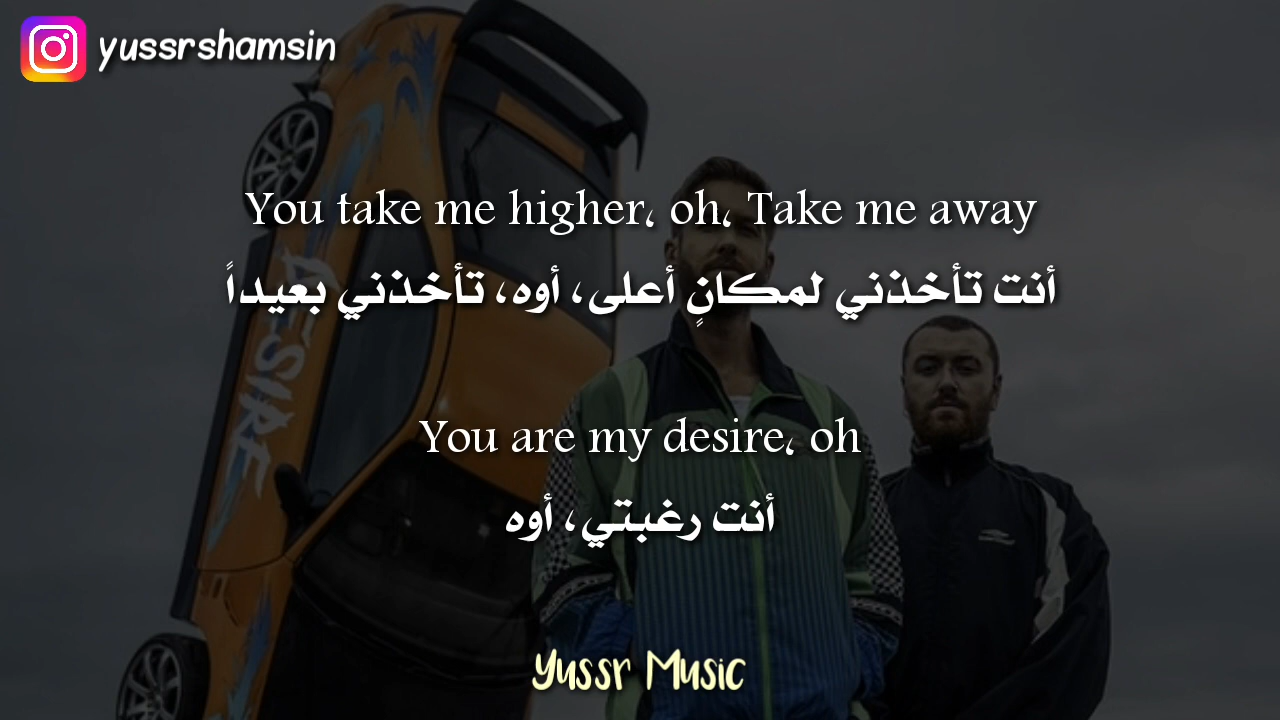 yussrshamsin
You take me higher، oh، Take me away
أنت تأخذني لمكانٍ أعلى، أوه، تأخذني بعيداً
You are my desire، oh
أنت رغبتي، أوه
DESIRE
Yussr Music